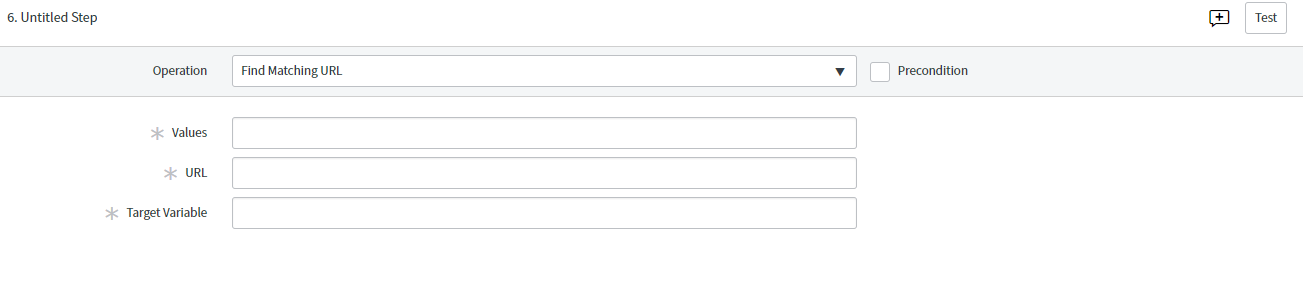 6. Untitled Step
Test
Operation
Find Matching URL
Precondition
Values
URL
Target Variable